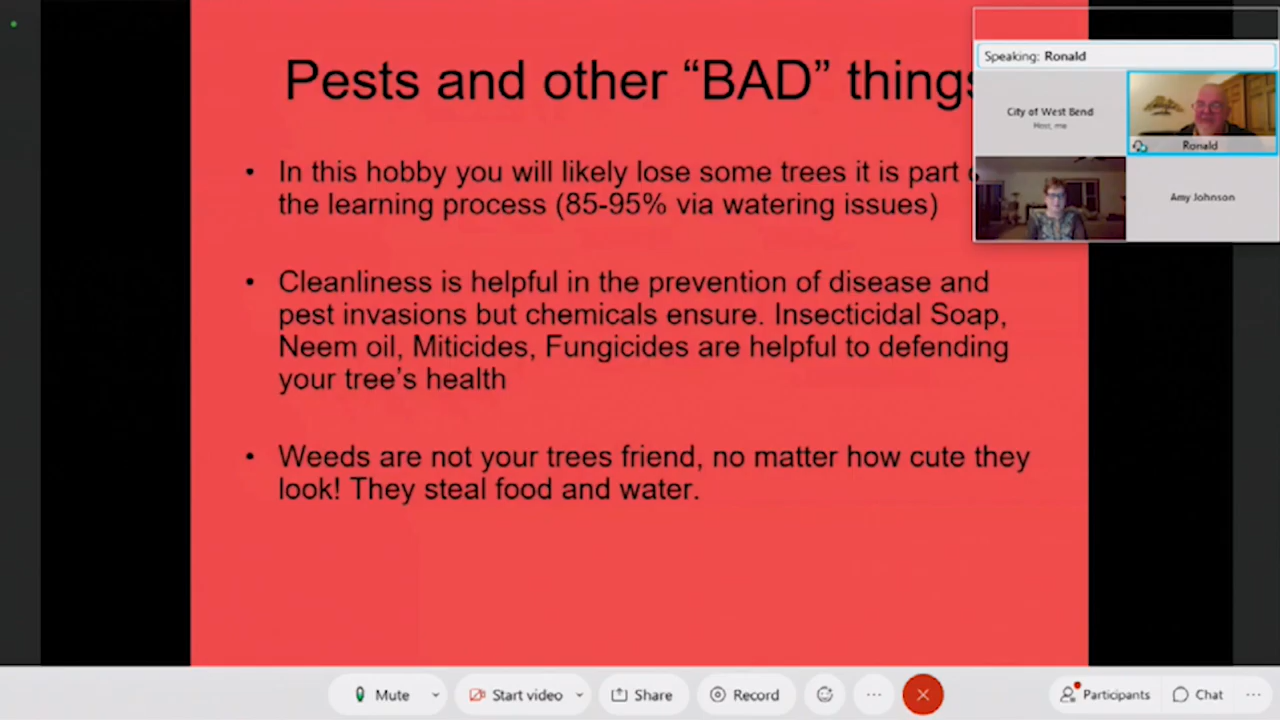 Pests and other “BAD” things
Speaking: Ronald
City of West Bend
Host, me
Ronald
Amy Johnson
• In this hobby you will likely lose some trees it is part
the learning process (85-95% via watering issues)
• Cleanliness is helpful in the prevention of disease and
pest invasions but chemicals ensure. Insecticidal Soap,
Neem oil, Miticides, Fungicides are helpful to defending
your tree’s health
• Weeds are not your trees friend, no matter how cute they
look! They steal food and water.
Mute
Start video
Share
Record
Participants
Chat